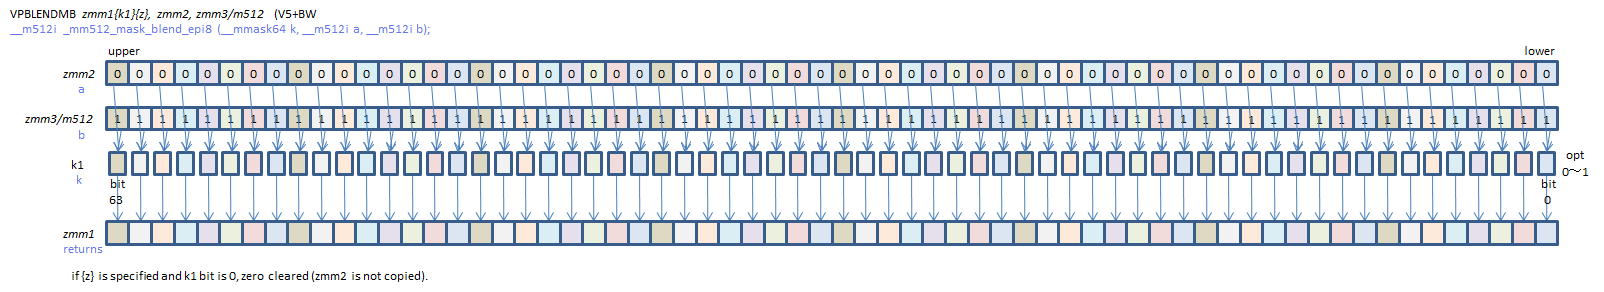 VPBLENDMB zmm1{k1}{z}, zmm2, zmm3/m512 (V5+BW
__m512i _mm512_mask_blend_epi8 (__mmask64 k, __m512i a, __m512i b);
upper lower
zmm2 0 0 0 0 0 0 0 0 0 0 0 0 0 0 0 0 0 0 0 0 0 0 0 0 0 0 0 0 0 0 0 0 0 0 0 0 0 0 0 0 0 0 0 0 0 0 0 0 0 0 0 0 0 0 0 0 0 0 0 0 0 0 0 0
a
zmm3/m512 1 1 1 1 1 1 1 1 1 1 1 1 1 1 1 1 1 1 1 1 1 1 1 1 1 1 1 1 1 1 1 1 1 1 1 1 1 1 1 1 1 1 1 1 1 1 1 1 1 1 1 1 1 1 1 1 1 1 1 1 1 1 1 1
b
k1 opt
k 0～1
bit bit
63 0
zmm1
returns
if {z} is specified and k1 bit is 0, zero cleared (zmm2 is not copied).